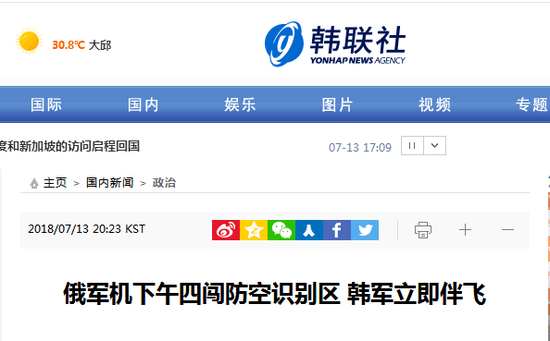 30.8℃ 大邱
韩联社
YONHAP NEWS AGENCY
国际 国内 娱乐 图片 视频 专题
度和新加坡的访问启程回国 07-13 17:09
主页 > 国内新闻 > 政治
2018/07/13 20:23 KST
俄军机下午四闯防空识别区 韩军立即伴飞